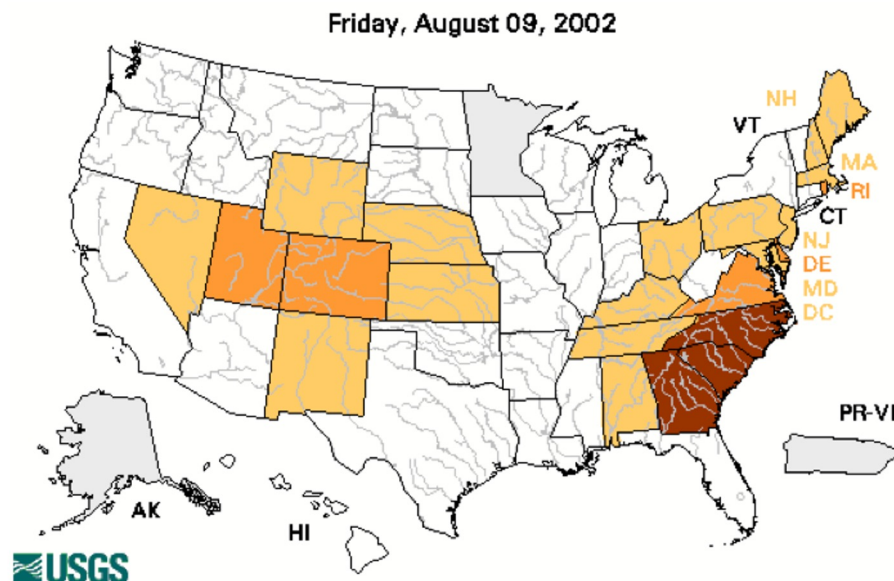 Friday, August 09, 2002
NH
VT
MA
RI
CT
NJ
DE
MD
DC
PR-VI
AK
HI
USGS